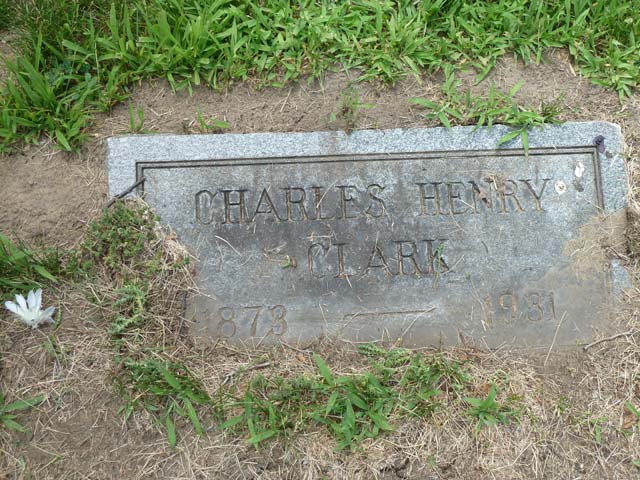 CHARLES HENRY
CLARK
1873 — 1931